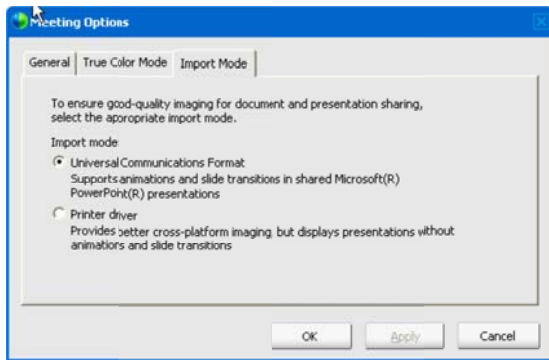 Meeting Options
General True Color Mode Import Mode
To ensure good-quality imaging for document and presentation sharing,
select the appropriate import mode.
Import mode
Universal Communications Format
Supports animations and slide transitions in shared Microsoft(R)
PowerPoint(R) presentations
Printer driver
Provides better cross-platform imaging, but displays presentations without
animations and slide transitions
OK Apply Cancel